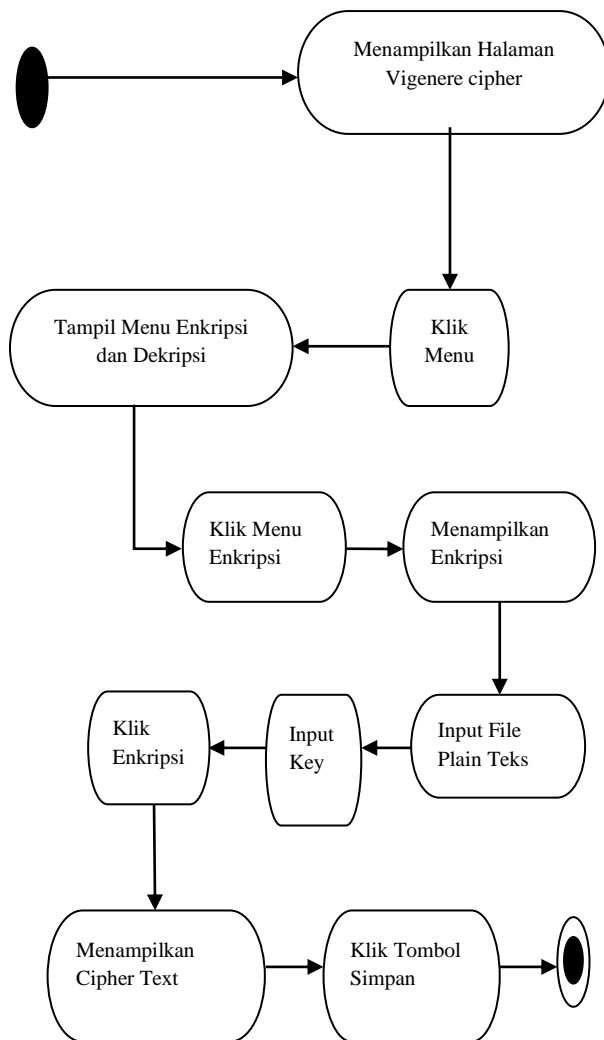 Menampilkan Halaman
Vigenere cipher
Klik
Menu
Tampil Menu Enkripsi
dan Dekripsi
Klik Menu
Enkripsi
Menampilkan
Enkripsi
Input File
Plain Teks
Input
Key
Klik
Enkripsi
Menampilkan
Cipher Text
Klik Tombol
Simpan